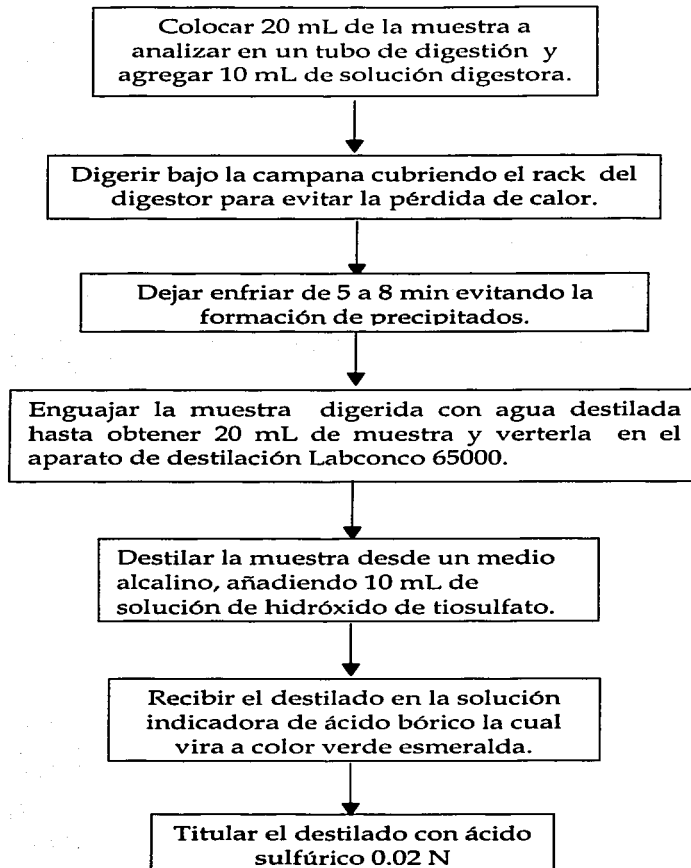 Colocar 20 mL de la muestra a
analizar en un tubo de digestión y
agregar 10 mL de solución digestora.
Digerir bajo la campana cubriendo el rack del
digestor para evitar la pérdida de calor.
Dejar enfriar de 5 a 8 min evitando la
formación de precipitados.
Enguajar la muestra digerida con agua destilada
hasta obtener 20 mL de muestra y verterla en el
aparato de destilación Labconco 65000.
Destilar la muestra desde un medio
alcalino, añadiendo 10 mL de
solución de hidróxido de tiosulfato.
Recibir el destilado en la solución
indicadora de ácido bórico la cual
vira a color verde esmeralda.
Titular el destilado con ácido
sulfúrico 0.02 N